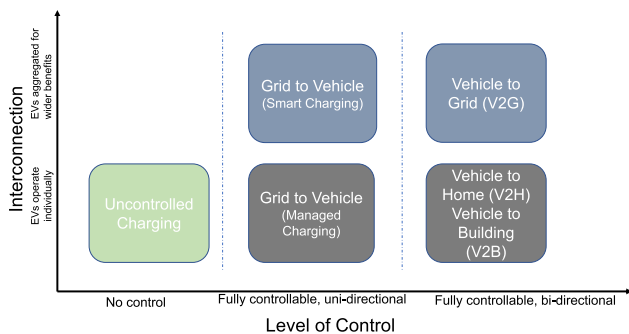 Interconnection
EVs aggregated for
wider benefits
EVs operate
individually
Grid to Vehicle
(Smart Charging)
Vehicle to
Grid (V2G)
Uncontrolled
Charging
Grid to Vehicle
(Managed
Charging)
Vehicle to
Home (V2H)
Vehicle to
Building
(V2B)
No control
Fully controllable, uni-directional
Fully controllable, bi-directional
Level of Control